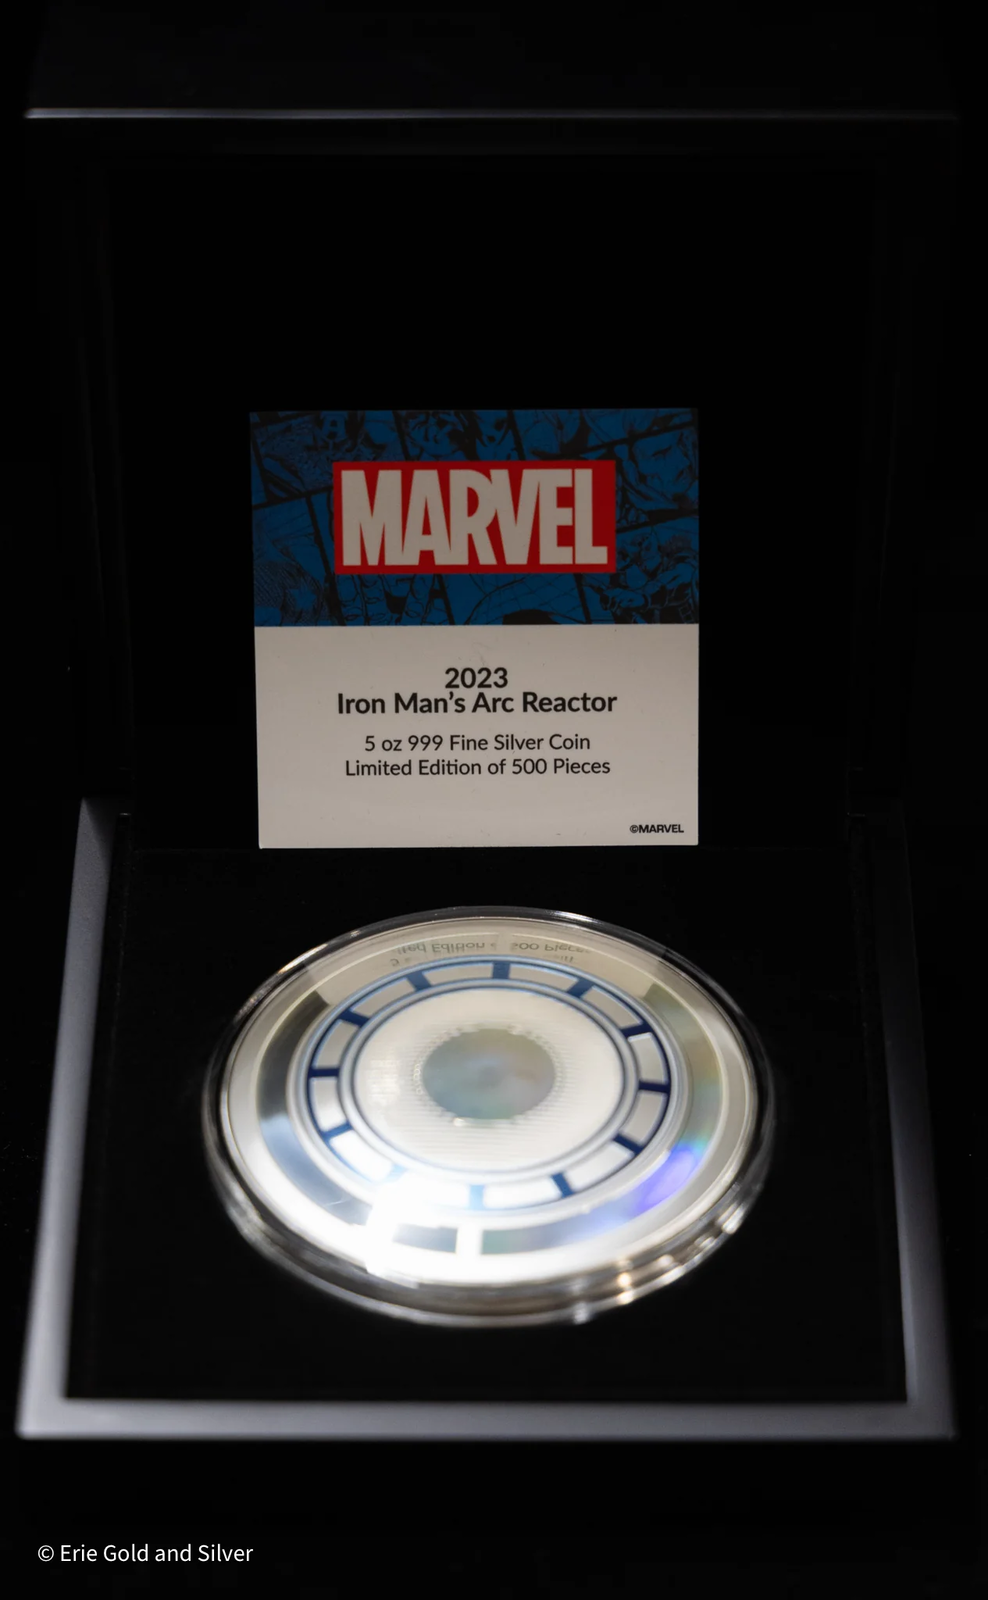 MARVEL
2023
Iron Man's Arc Reactor
5 oz 999 Fine Silver Coin
Limited Edition of 500 Pieces
©MARVEL
© Erie Gold and Silver